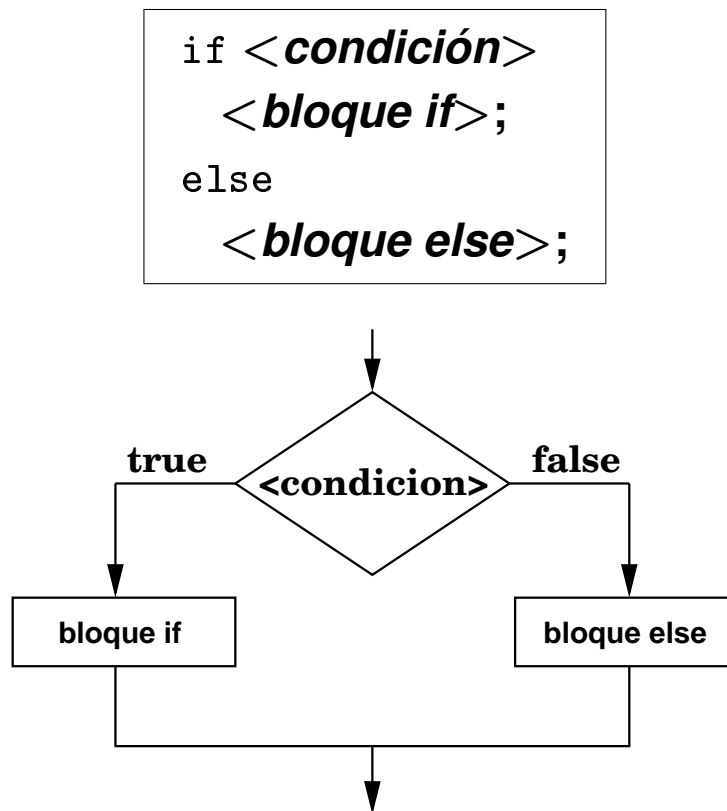 if <condición>
<bloque if>;
else
<bloque else>;
true
false
<condicion>
bloque if
bloque else